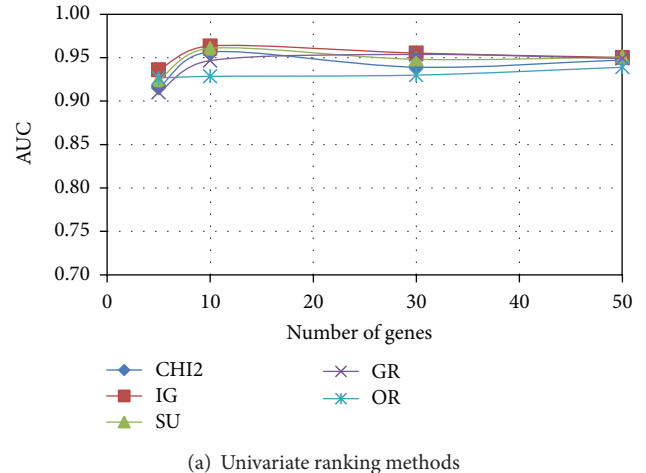 1.00
0.95
0.90
0.85
0.80
0.75
0.70
AUC
0 10 20 30 40 50
Number of genes
CHI2 GR
IG OR
SU
(a) Univariate ranking methods